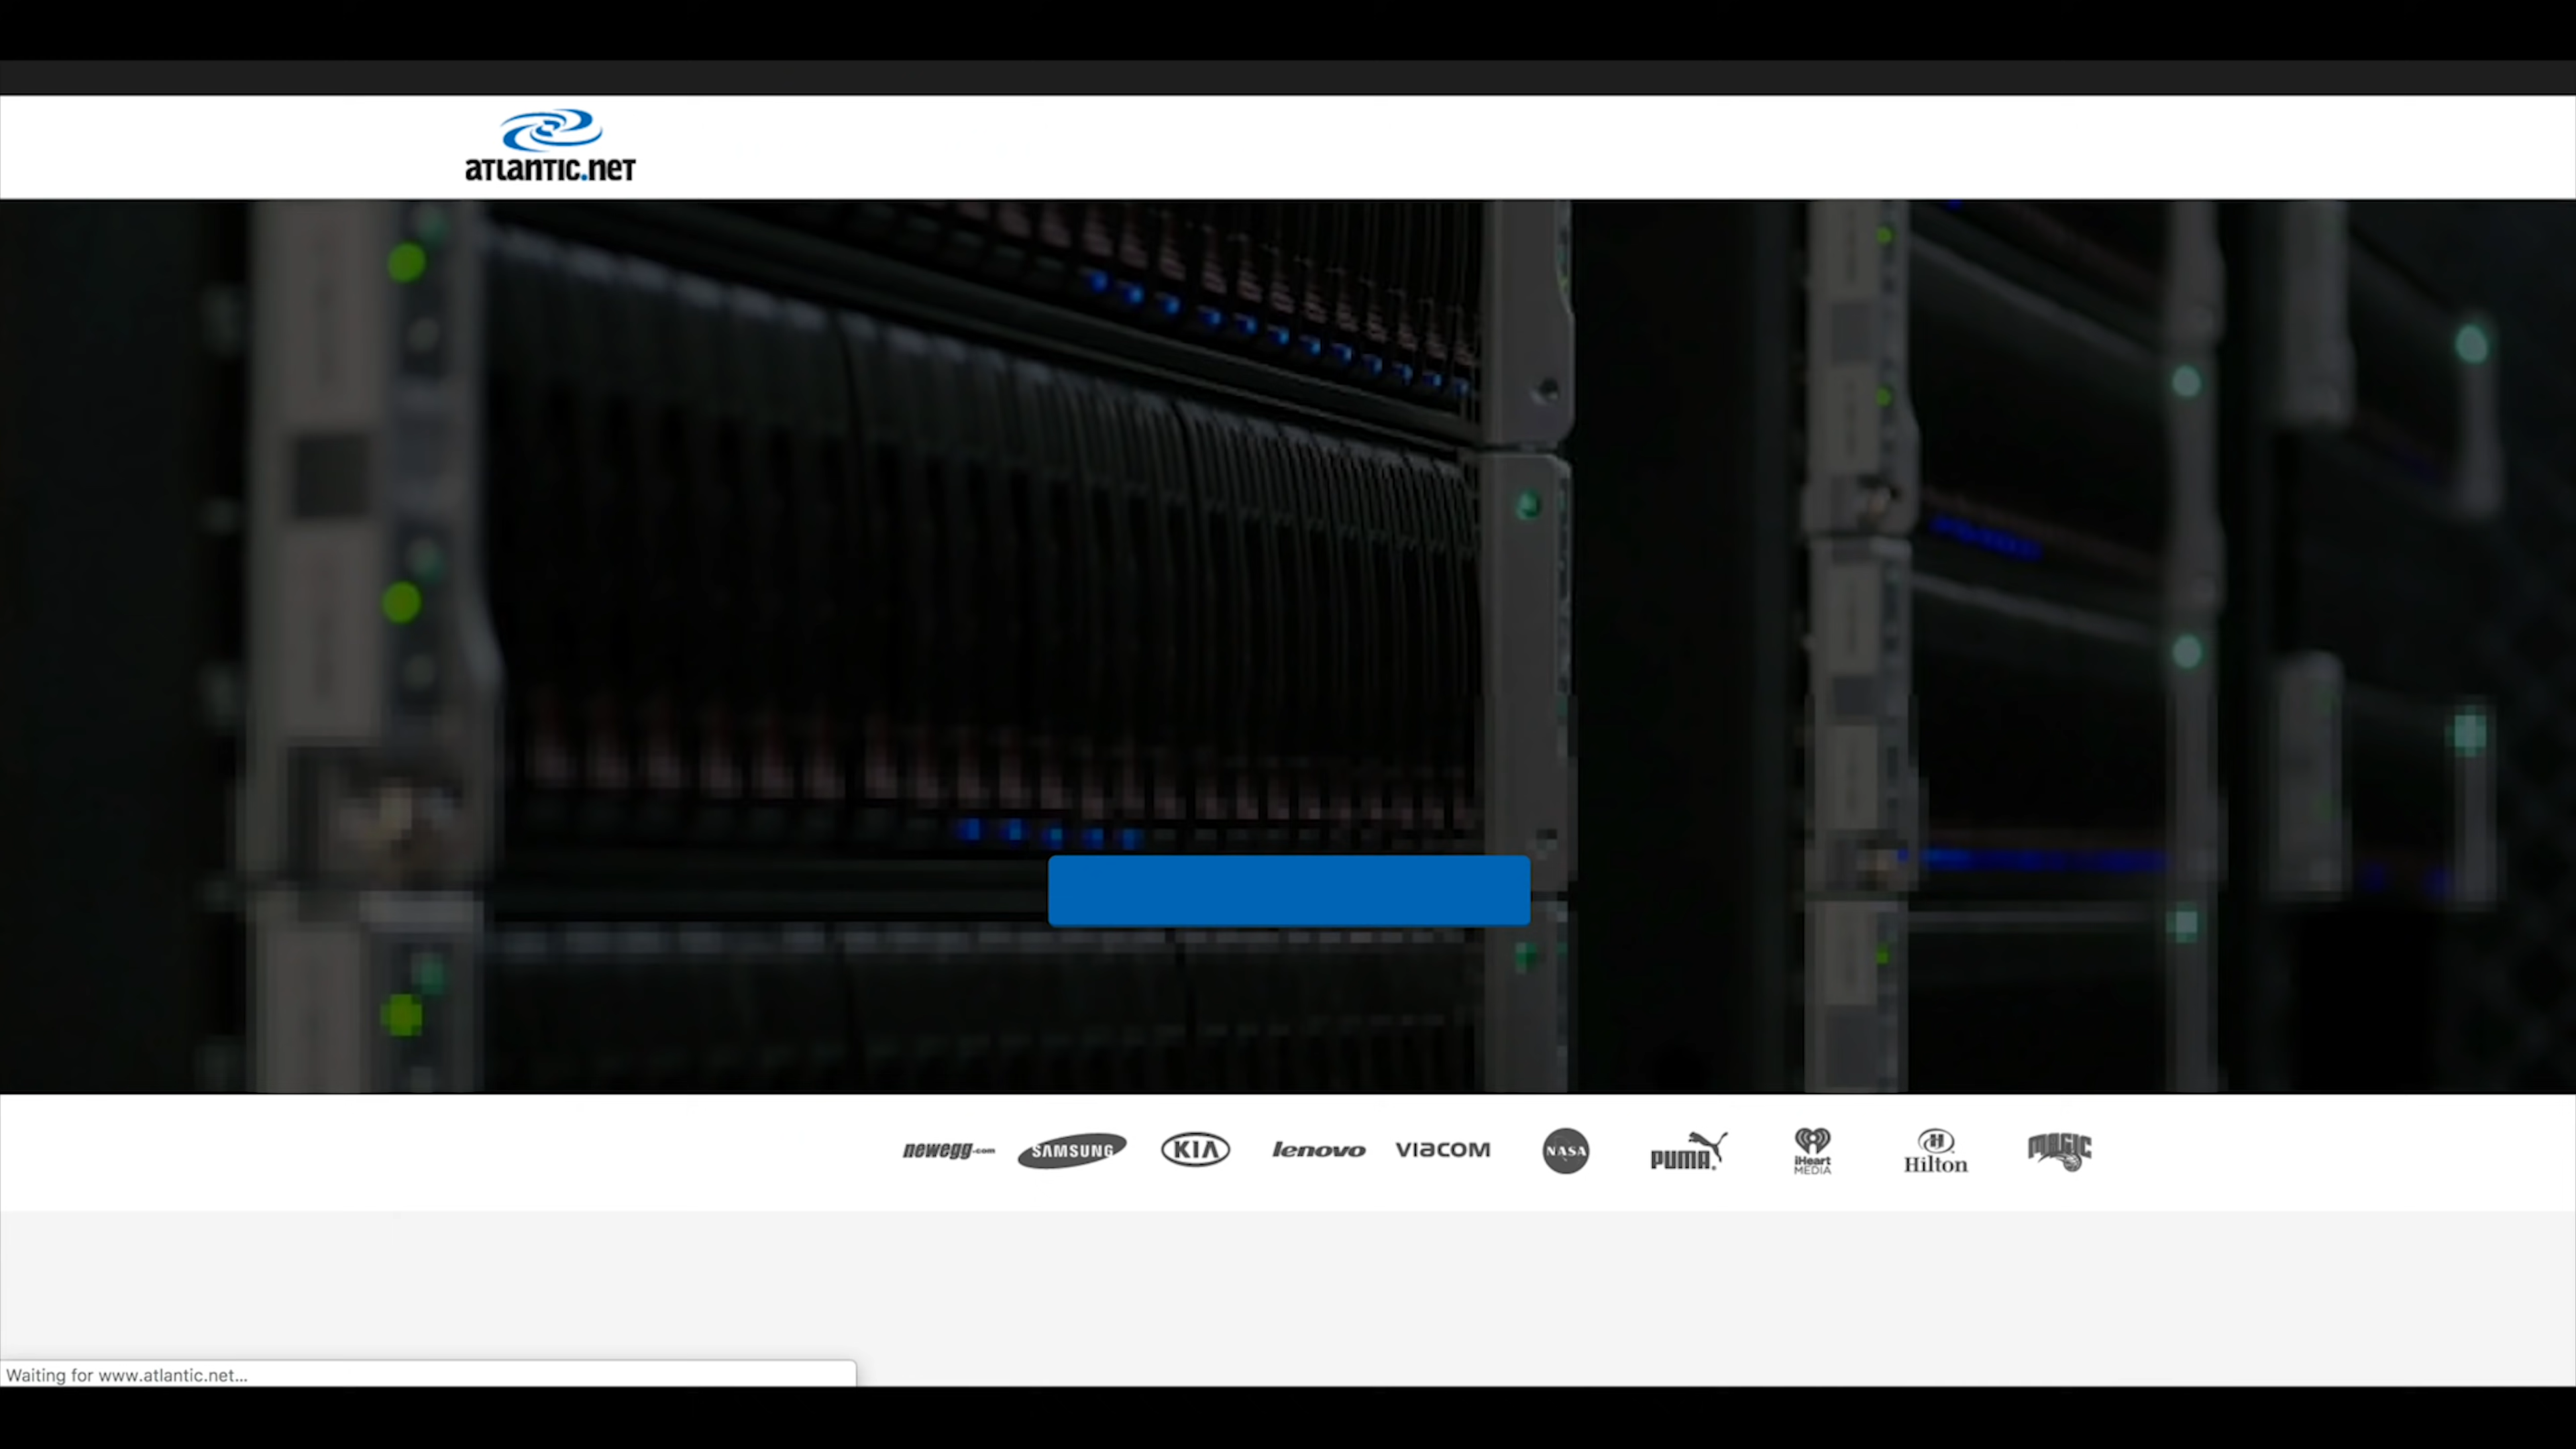 atlantic.net
newegg.com SAMSUNG KIA lenovo VIACOM NASA PUMA iHeart MEDIA Hilton MAGIC
Waiting for www.atlantic.net...